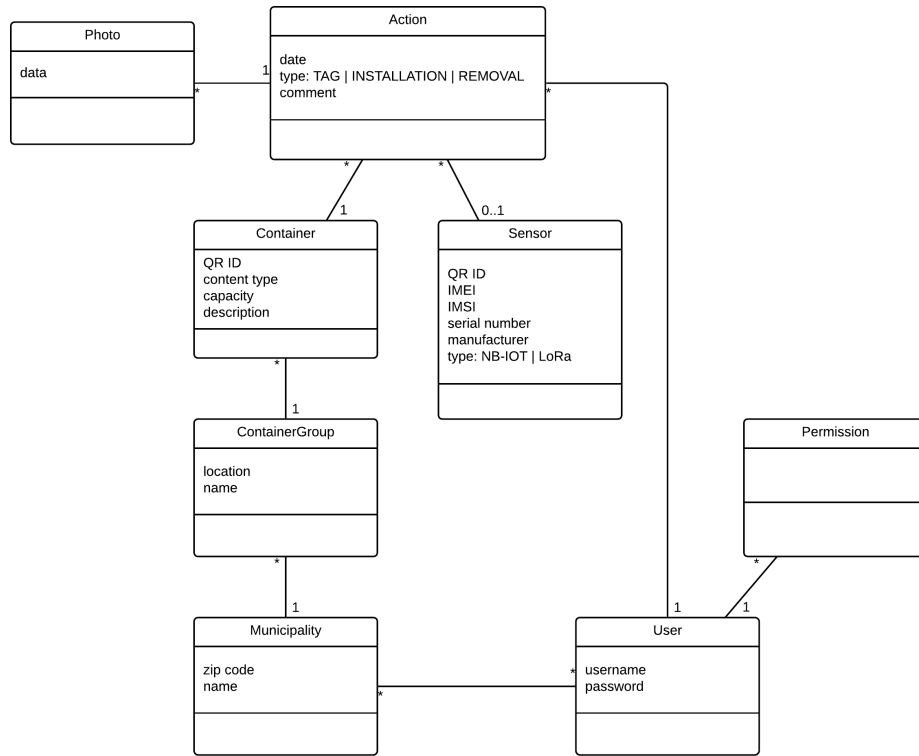 Photo
data
Action
date
type: TAG | INSTALLATION | REMOVAL
comment
1
*
*
*
*
1
0..1
Container
QR ID
content type
capacity
description
Sensor
QR ID
IMEI
IMSI
serial number
manufacturer
type: NB-IOT | LoRa
*
1
ContainerGroup
location
name
Permission
*
*
1
1
1
Municipality
zip code
name
User
username
password
*
*